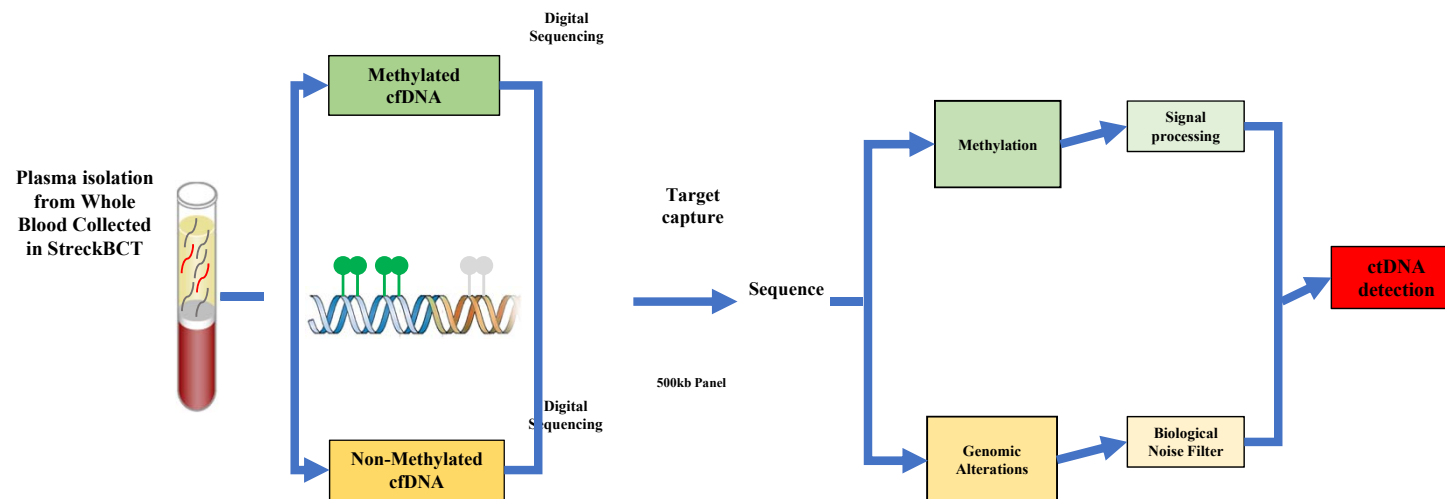 Digital
Sequencing
Methylated
cfDNA
Plasma isolation
from Whole
Blood Collected
in StreckBCT
Digital
Sequencing
Non-Methylated
cfDNA
Target
capture
500kb Panel
Sequence
Methylation
Signal
processing
Genomic
Alterations
Biological
Noise Filter
ctDNA
detection